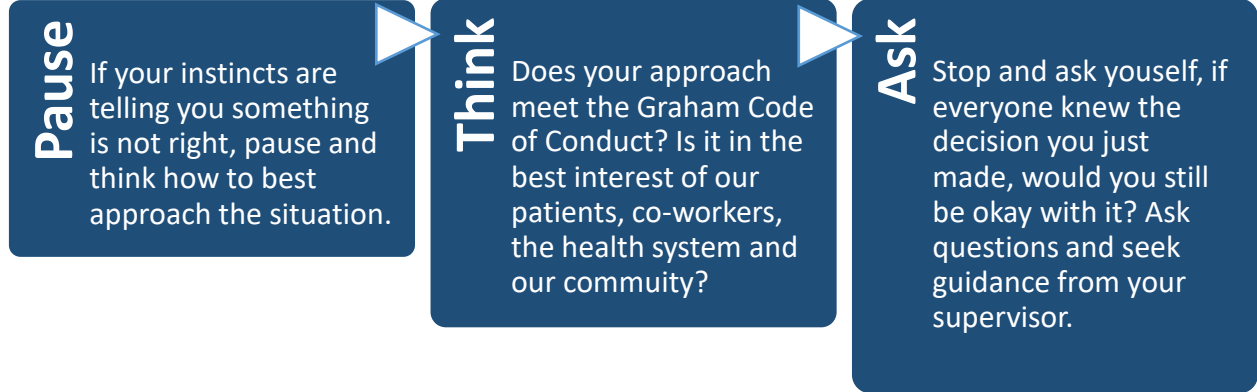 Pause
If your instincts are
telling you something
is not right, pause and
think how to best
approach the situation.
Think
Does your approach
meet the Graham Code
of Conduct? Is it in the
best interest of our
patients, co-workers,
the health system and
our commuity?
Ask
Stop and ask youself, if
everyone knew the
decision you just
made, would you still
be okay with it? Ask
questions and seek
guidance from your
supervisor.